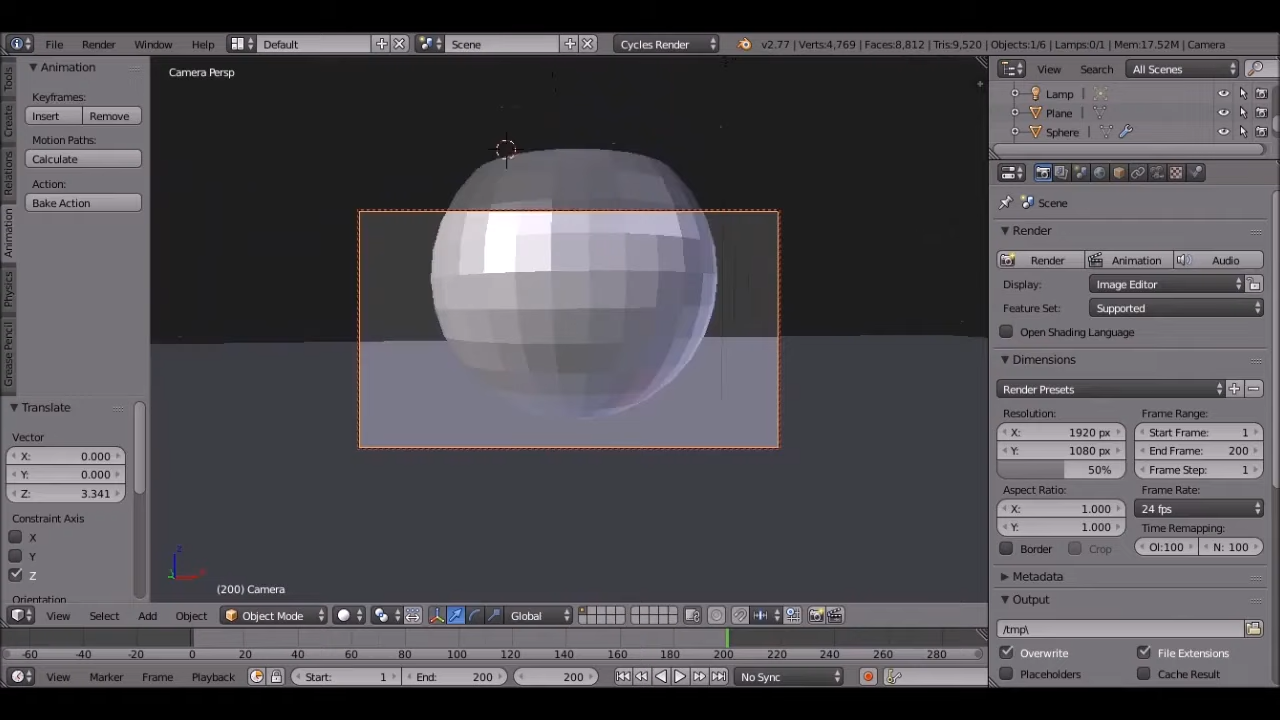 File Render Window Help Default Scene Cycles Render v2.77 | Verts:4,769 | Faces:8,812 | Tris:9,520 | Objects:1/6 | Lamps:0/1 | Mem:17.52M | Camera
Tools
Create
Relations
Animation
Physics
Grease Pencil
Animation
Keyframes:
Insert Remove
Motion Paths:
Calculate
Action:
Bake Action
Translate
Vector
X: 0.000
Y: 0.000
Z: 3.341
Constraint Axis
X
Y
Z
Orientation
Camera Persp
(200) Camera
View Select Add Object Object Mode Global
-60 -40 -20 0 20 40 60 80 100 120 140 160 180 200 220 240 260 280
View Marker Frame Playback Start: 1 End: 200 200 No Sync
View Search All Scenes
Lamp
Plane
Sphere
Scene
Render
Render Animation Audio
Display: Image Editor
Feature Set: Supported
Open Shading Language
Dimensions
Render Presets
Resolution: Frame Range:
X: 1920 px Start Frame: 1
Y: 1080 px End Frame: 200
50% Frame Step: 1
Aspect Ratio: Frame Rate:
X: 1.000 24 fps
Y: 1.000 Time Remapping:
Border Crop Ol:100 N: 100
Metadata
Output
/tmp\
Overwrite File Extensions
Placeholders Cache Result